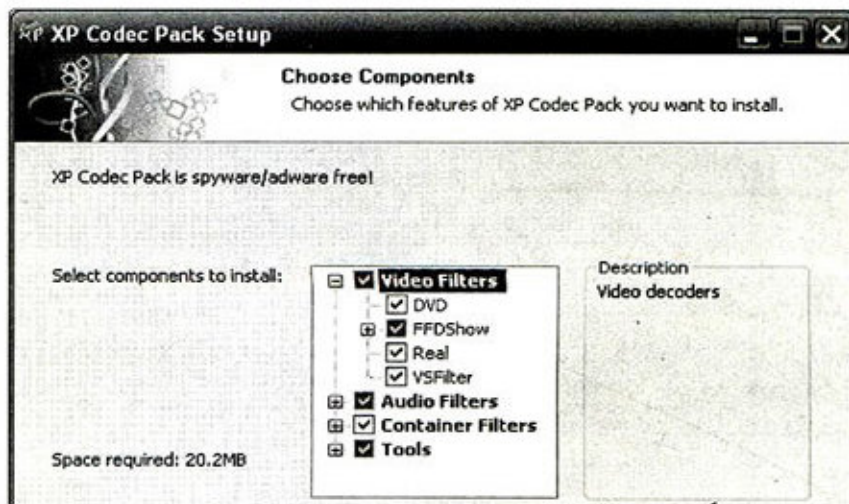 XP XP Codec Pack Setup
Choose Components
Choose which features of XP Codec Pack you want to install.
XP Codec Pack is spyware/adware free!
Select components to install:
Video Filters
DVD
FFDShow
Real
VSFilter
Audio Filters
Container Filters
Tools
Description
Video decoders
Space required: 20.2MB